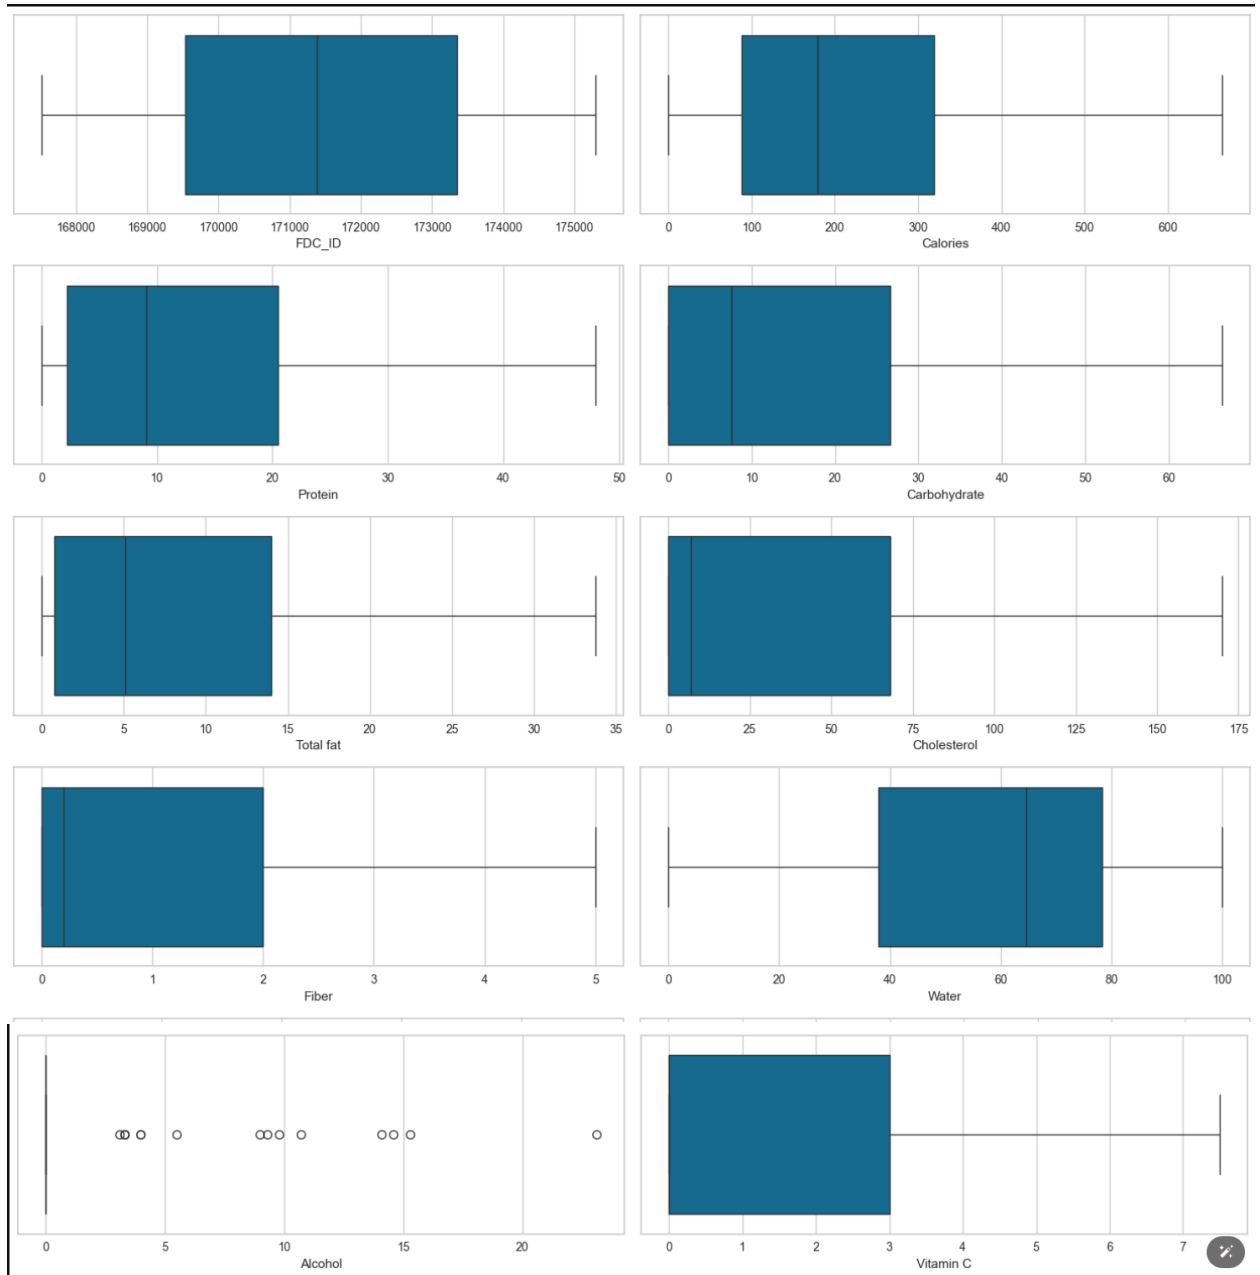 168000 169000 170000 171000 172000 173000 174000 175000
FDC_ID
0 100 200 300 400 500 600
Calories
0 10 20 30 40 50
Protein
0 10 20 30 40 50 60
Carbohydrate
0 5 10 15 20 25 30 35
Total fat
0 25 50 75 100 125 150 175
Cholesterol
0 1 2 3 4 5
Fiber
0 20 40 60 80 100
Water
0 5 10 15 20
Alcohol
0 1 2 3 4 5 6 7
Vitamin C